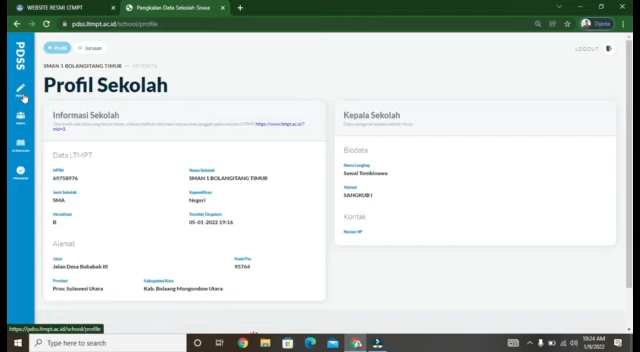 WEBSITE RESMI LTMPT
Pangkalan Data Sekolah Siswa
pdss.ltmpt.ac.id/school/profile
Dijeda
PDSS
Profil
Jurusan
LOGOUT
SMAN 1 BOLANGITANG TIMUR
Profil Sekolah
Informasi Sekolah
Kepala Sekolah
Data LTMPT
NPSN
69758976
Nama Sekolah
SMAN 1 BOLANGITANG TIMUR
Jenis Sekolah
SMA
Kepemilikan
Negeri
Akreditasi
B
Terakhir Diupdate
05-01-2022 19:16
Alamat
Jalan
Jalan Desa Bohabak III
Kode Pos
95764
Provinsi
Prov. Sulawesi Utara
Kabupaten/Kota
Kab. Bolaang Mongondow Utara
Biodata
Nama Lengkap
Sawal Tombinawa
Alamat
SANGKUB I
Kontak
Nomor HP
https://pdss.ltmpt.ac.id/school/profile
Type here to search
10:24 AM
1/9/2022